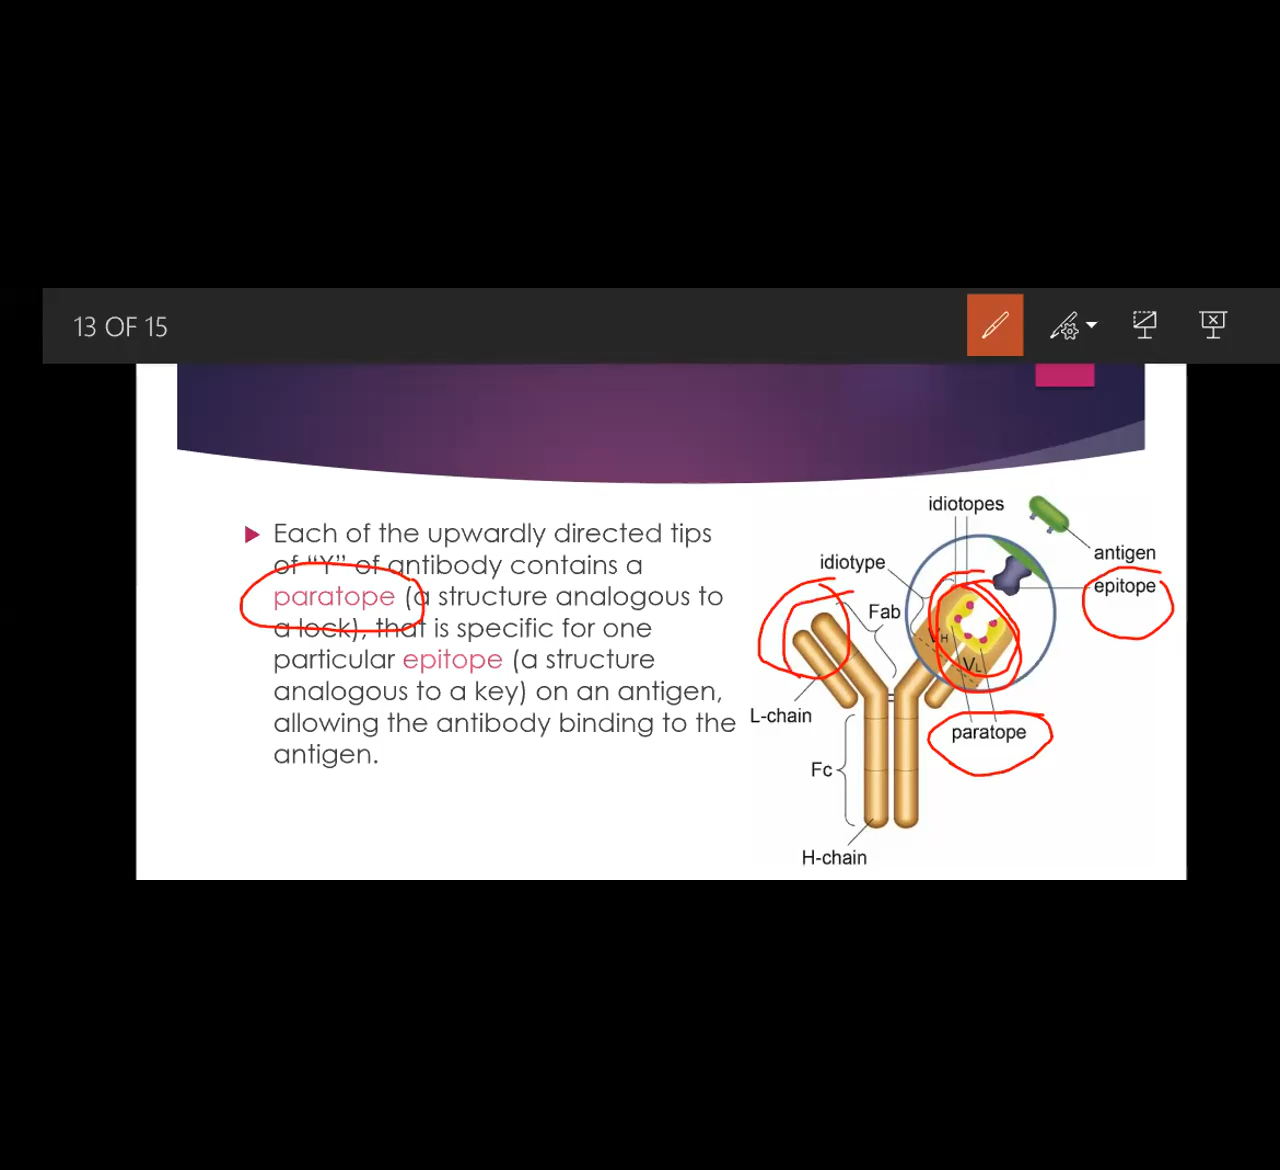 13 OF 15
Each of the upwardly directed tips
of “Y” of antibody contains a
paratope (a structure analogous to
a lock), that is specific for one
particular epitope (a structure
analogous to a key) on an antigen,
allowing the antibody binding to the
antigen.
idiotopes
antigen
idiotype
epitope
Fab
VH
VL
L-chain
paratope
Fc
H-chain